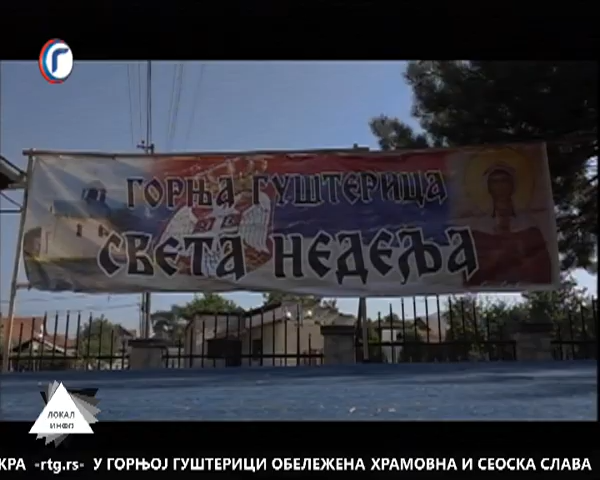 Г
ГОРЊА ГУШТЕРИЦА
СВЕТА НЕДЕЉА
ЛОКАЛ
ИНФО
КРА -rtg.rs- У ГОРЊОЈ ГУШТЕРИЦИ ОБЕЛЕЖЕНА ХРАМОВНА И СЕОСКА СЛАВА